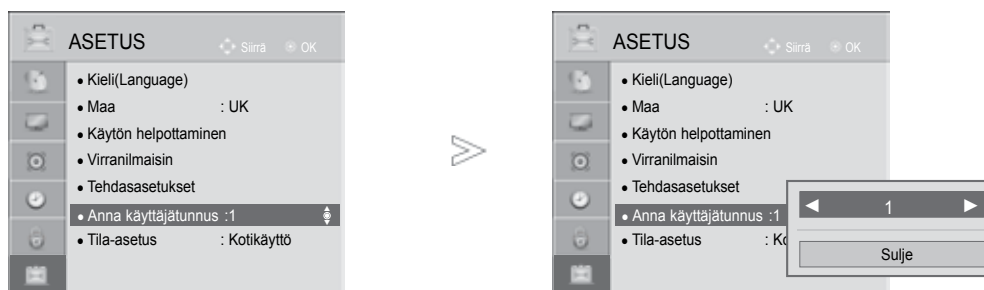 ASETUS Siirrä OK
• Kieli(Language)
• Maa : UK
• Käytön helpottaminen
• Virranilmaisin
• Tehdasasetukset
• Anna käyttäjätunnus :1
• Tila-asetus : Kotikäyttö
ASETUS Siirrä OK
• Kieli(Language)
• Maa : UK
• Käytön helpottaminen
• Virranilmaisin
• Tehdasasetukset
• Anna käyttäjätunnus :1
• Tila-asetus : Ko
◄ 1 ►
Sulje